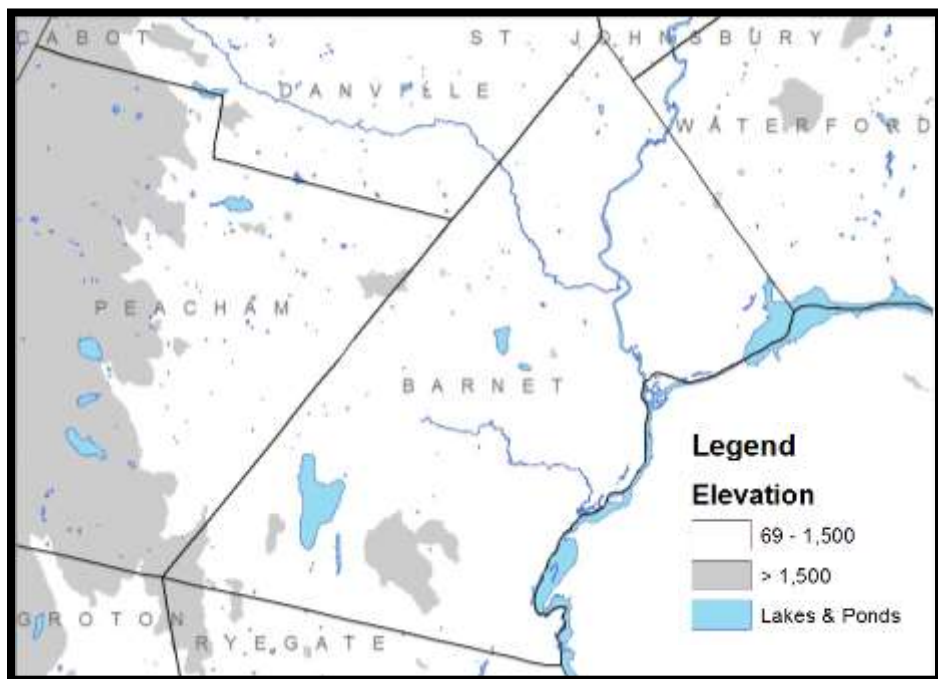 CABOT
ST JOHNSBURY
DANVILLE
WATERFORD
PEACHAM
BARNET
Legend
Elevation
69 - 1,500
> 1,500
Lakes & Ponds
GROTON
RYEGATE